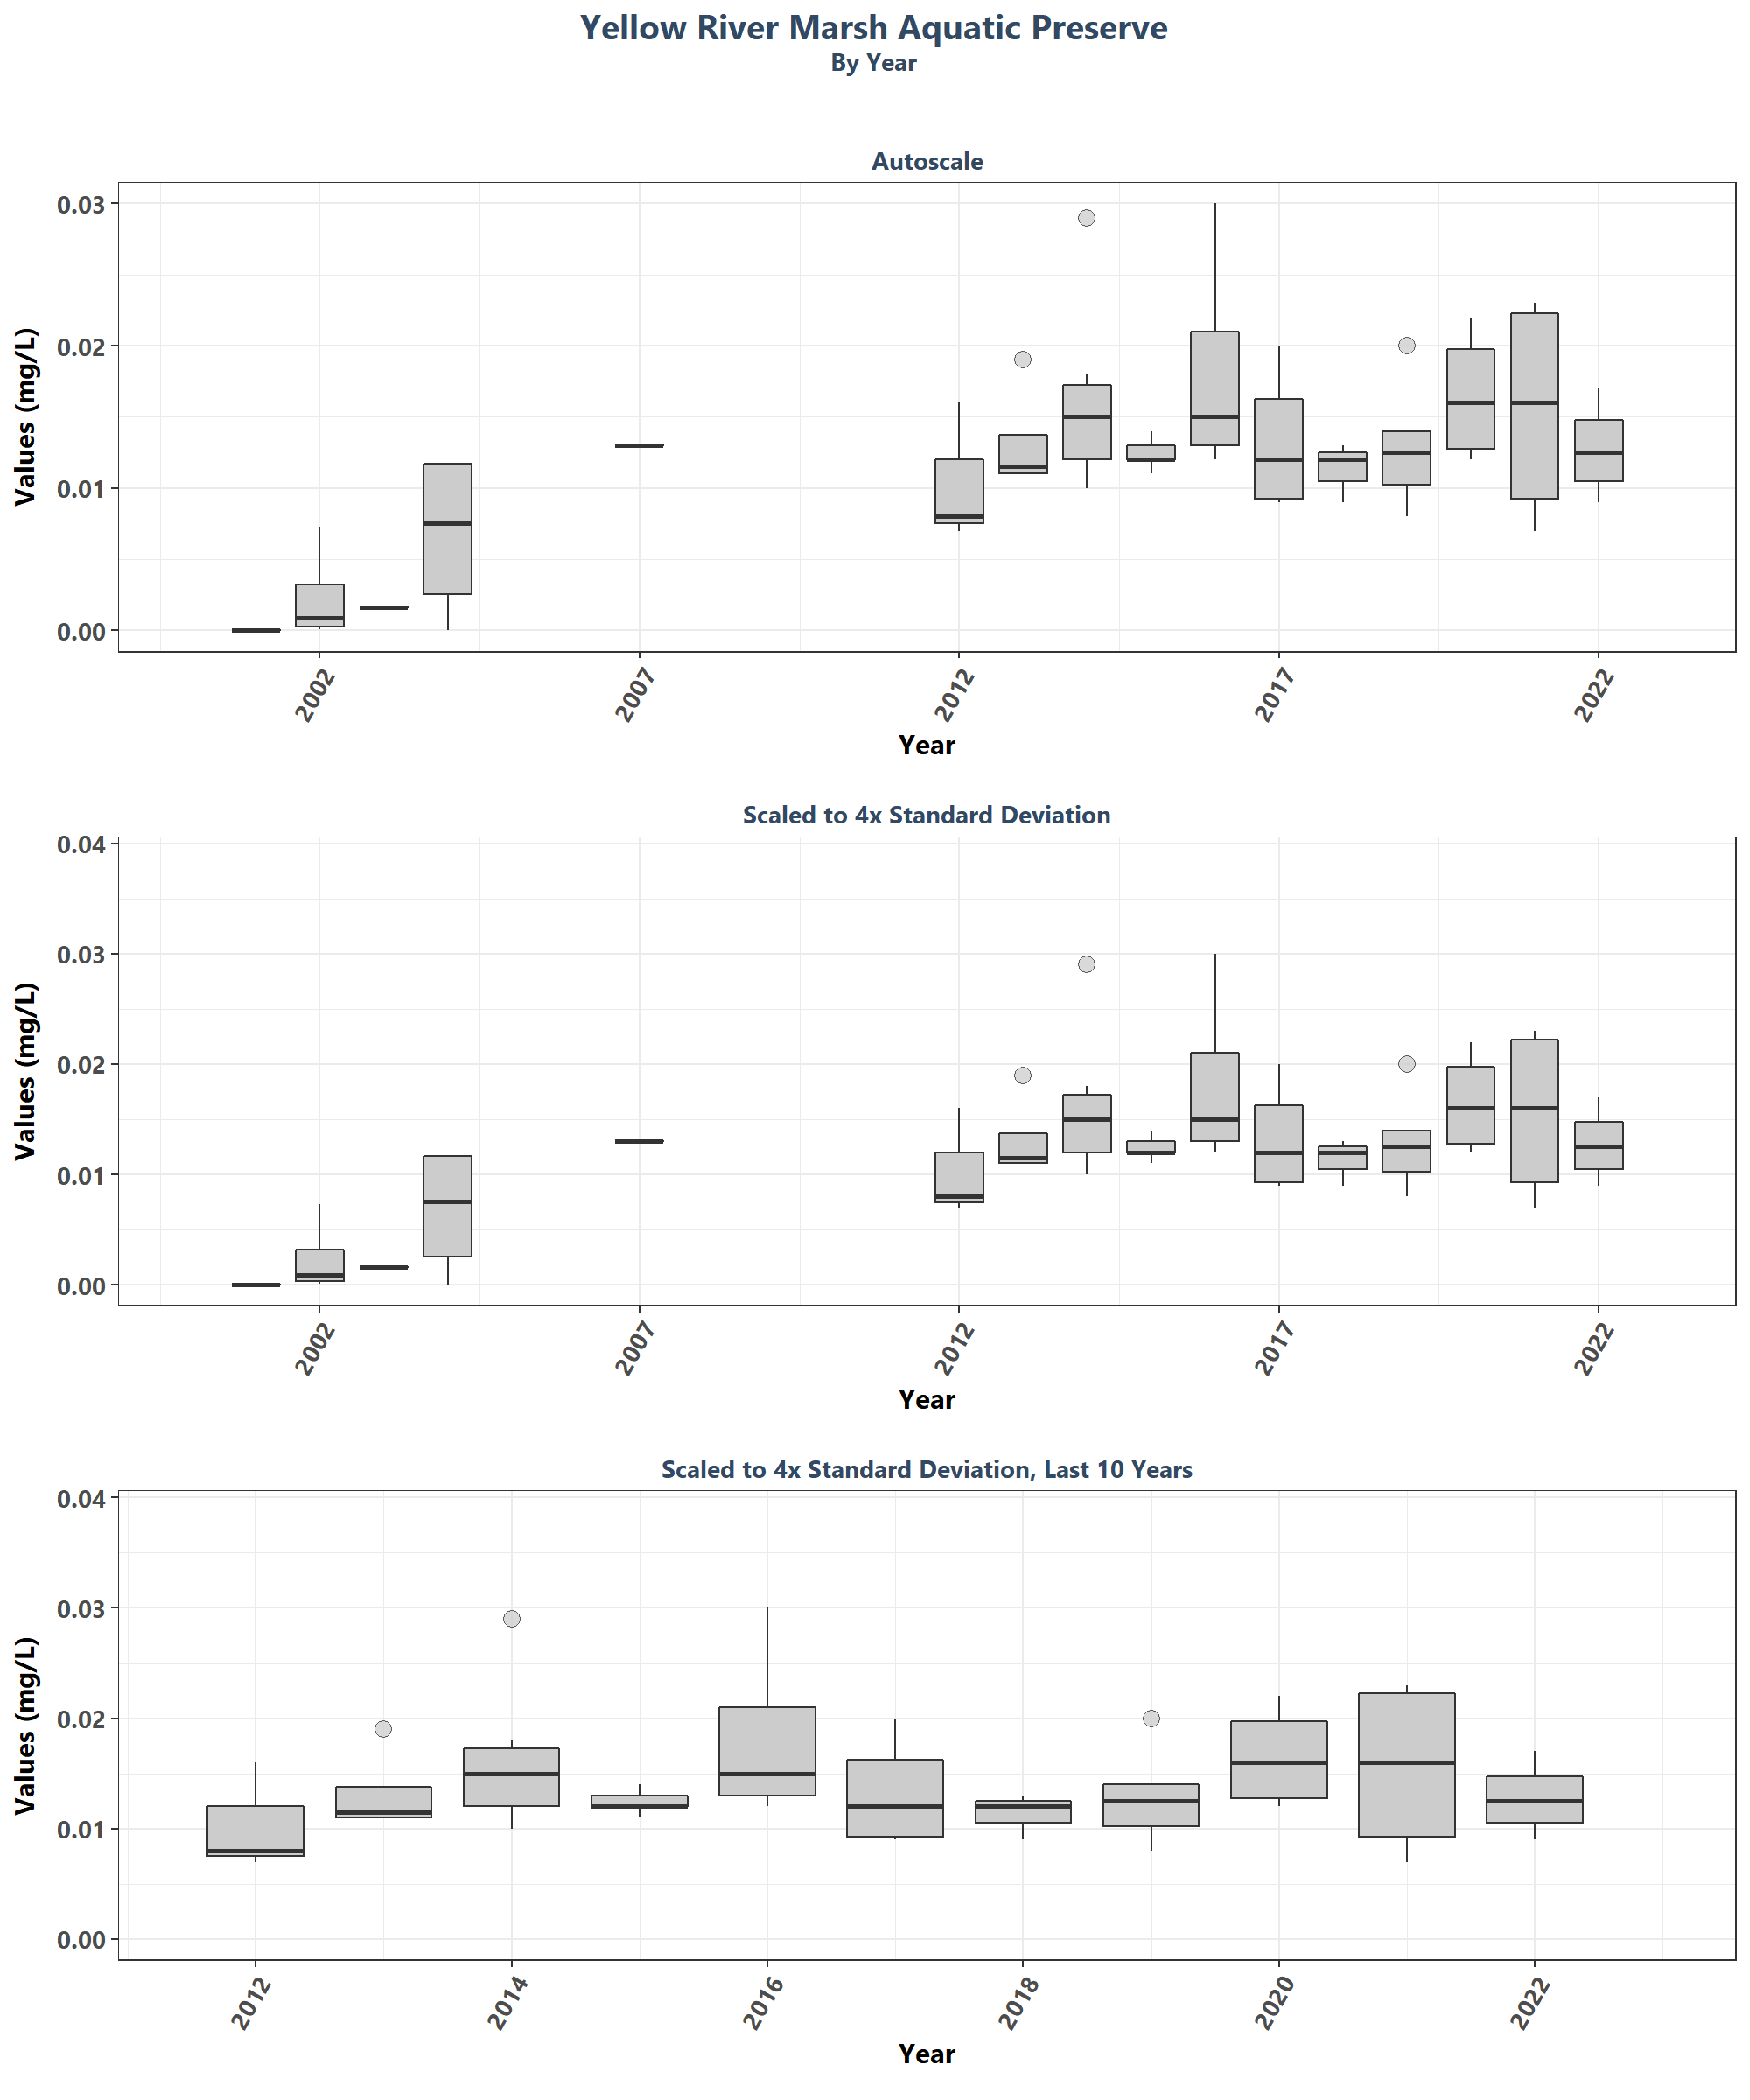 Yellow River Marsh Aquatic Preserve
By Year
Autoscale
Values (mg/L)
0.03
0.02
0.01
0.00
2002 2007 2012 2017 2022
Year
Scaled to 4x Standard Deviation
Values (mg/L)
0.04
0.03
0.02
0.01
0.00
2002 2007 2012 2017 2022
Year
Scaled to 4x Standard Deviation, Last 10 Years
Values (mg/L)
0.04
0.03
0.02
0.01
0.00
2012 2014 2016 2018 2020 2022
Year